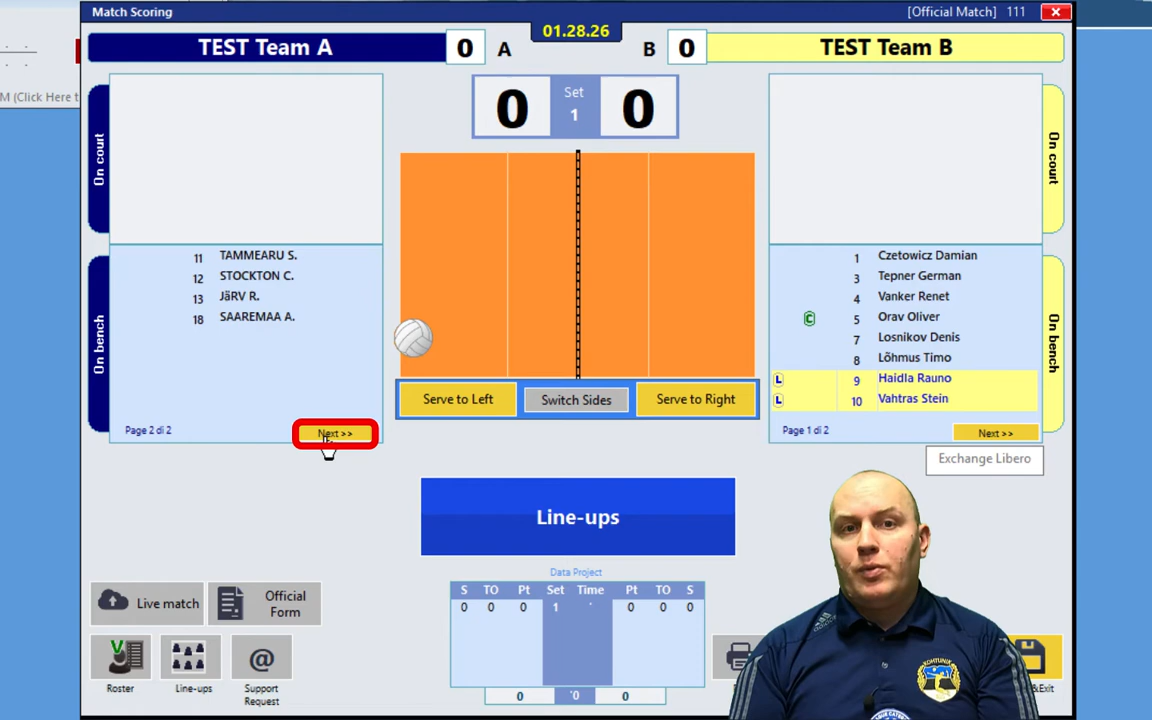 Match Scoring
[Official Match] 111
01.28.26
TEST Team A
0
A
B
0
TEST Team B
M (Click Here t
0
Set
1
0
On court
On court
11 TAMMEARU S.
12 STOCKTON C.
13 JäRV R.
18 SAAREMAA A.
On bench
Page 2 di 2
Next >>
1 Czetowicz Damian
3 Tepner German
4 Vanker Renet
C 5 Orav Oliver
7 Losnikov Denis
8 Lõhmus Timo
L 9 Haidla Rauno
L 10 Vahtras Stein
On bench
Page 1 di 2
Next >>
Serve to Left
Switch Sides
Serve to Right
Exchange Libero
Line-ups
Data Project
S TO Pt Set Time Pt TO S
0 0 0 1 ' 0 0 0
0 '0 0
Live match
Official
Form
Roster
Line-ups
@
Support
Request
&Exit